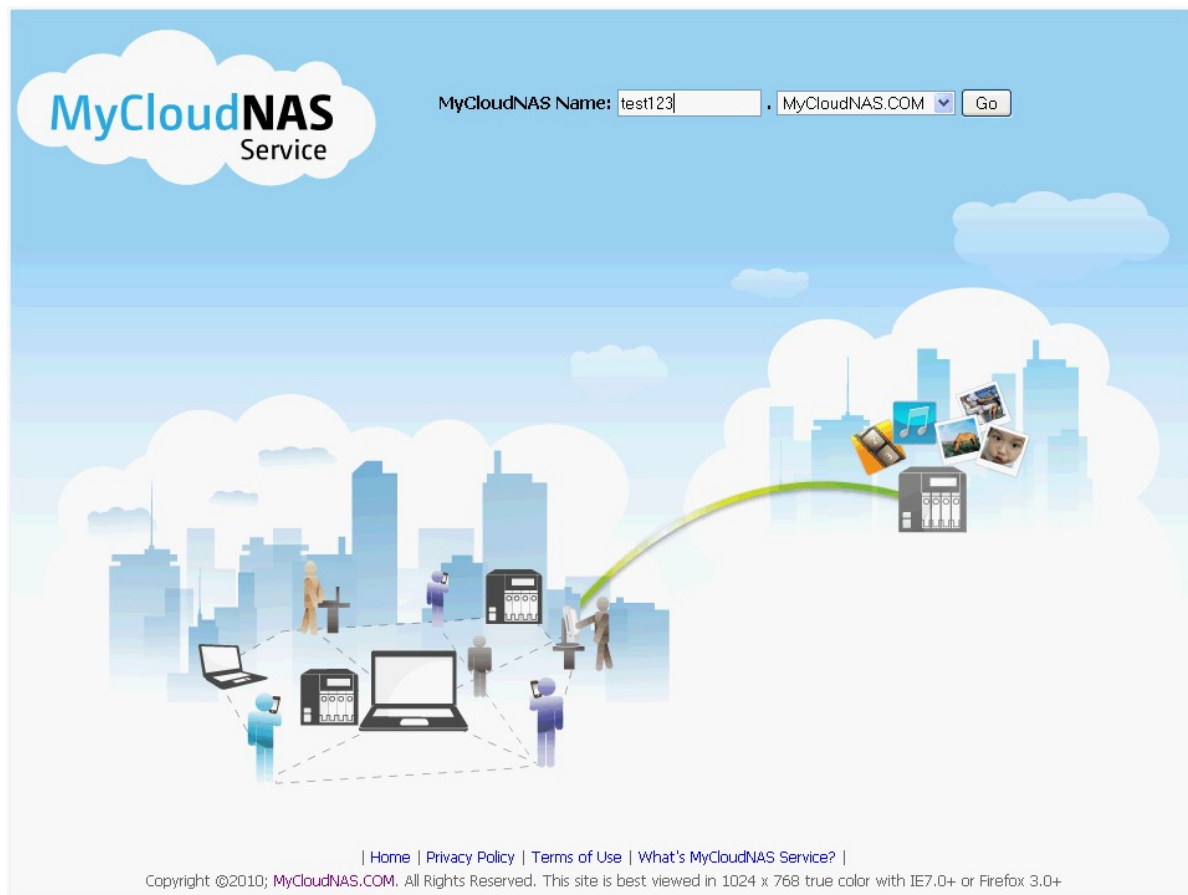 MyCloudNAS
Service
MyCloudNAS Name: test123 . MyCloudNAS.COM Go
| Home | Privacy Policy | Terms of Use | What's MyCloudNAS Service? |
Copyright ©2010; MyCloudNAS.COM. All Rights Reserved. This site is best viewed in 1024 x 768 true color with IE7.0+ or Firefox 3.0+